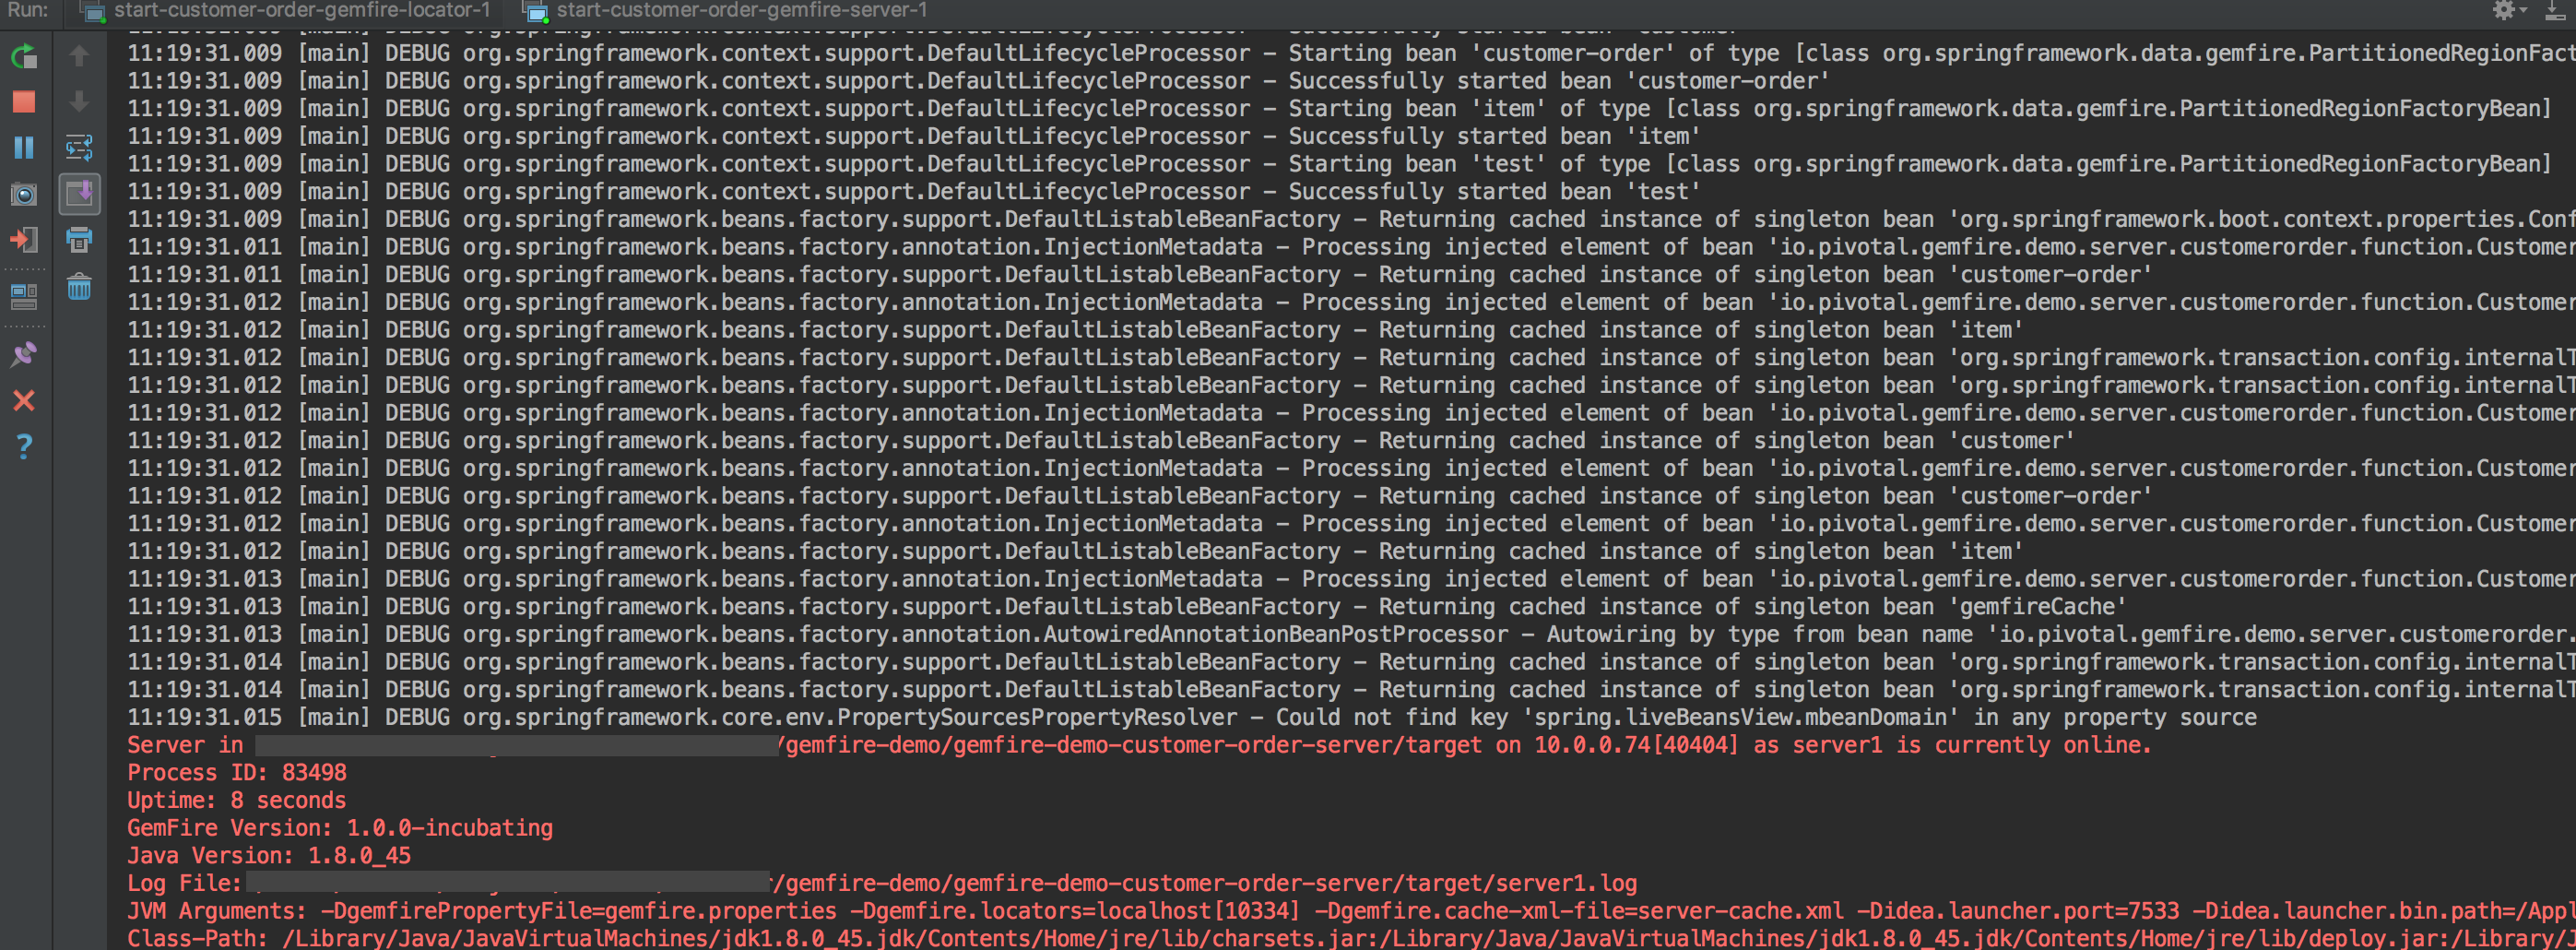 Run: start-customer-order-gemfire-locator-1 start-customer-order-gemfire-server-1
11:19:31.009 [main] DEBUG org.springframework.context.support.DefaultLifecycleProcessor - Successfully started bean 'customer'
11:19:31.009 [main] DEBUG org.springframework.context.support.DefaultLifecycleProcessor - Starting bean 'customer-order' of type [class org.springframework.data.gemfire.PartitionedRegionFact
11:19:31.009 [main] DEBUG org.springframework.context.support.DefaultLifecycleProcessor - Successfully started bean 'customer-order'
11:19:31.009 [main] DEBUG org.springframework.context.support.DefaultLifecycleProcessor - Starting bean 'item' of type [class org.springframework.data.gemfire.PartitionedRegionFactoryBean]
11:19:31.009 [main] DEBUG org.springframework.context.support.DefaultLifecycleProcessor - Successfully started bean 'item'
11:19:31.009 [main] DEBUG org.springframework.context.support.DefaultLifecycleProcessor - Starting bean 'test' of type [class org.springframework.data.gemfire.PartitionedRegionFactoryBean]
11:19:31.009 [main] DEBUG org.springframework.context.support.DefaultLifecycleProcessor - Successfully started bean 'test'
11:19:31.009 [main] DEBUG org.springframework.beans.factory.support.DefaultListableBeanFactory - Returning cached instance of singleton bean 'org.springframework.boot.context.properties.Conf
11:19:31.011 [main] DEBUG org.springframework.beans.factory.annotation.InjectionMetadata - Processing injected element of bean 'io.pivotal.gemfire.demo.server.customerorder.function.Customer
11:19:31.011 [main] DEBUG org.springframework.beans.factory.support.DefaultListableBeanFactory - Returning cached instance of singleton bean 'customer-order'
11:19:31.012 [main] DEBUG org.springframework.beans.factory.annotation.InjectionMetadata - Processing injected element of bean 'io.pivotal.gemfire.demo.server.customerorder.function.Customer
11:19:31.012 [main] DEBUG org.springframework.beans.factory.support.DefaultListableBeanFactory - Returning cached instance of singleton bean 'item'
11:19:31.012 [main] DEBUG org.springframework.beans.factory.support.DefaultListableBeanFactory - Returning cached instance of singleton bean 'org.springframework.transaction.config.internalT
11:19:31.012 [main] DEBUG org.springframework.beans.factory.support.DefaultListableBeanFactory - Returning cached instance of singleton bean 'org.springframework.transaction.config.internalT
11:19:31.012 [main] DEBUG org.springframework.beans.factory.annotation.InjectionMetadata - Processing injected element of bean 'io.pivotal.gemfire.demo.server.customerorder.function.Customer
11:19:31.012 [main] DEBUG org.springframework.beans.factory.support.DefaultListableBeanFactory - Returning cached instance of singleton bean 'customer'
11:19:31.012 [main] DEBUG org.springframework.beans.factory.annotation.InjectionMetadata - Processing injected element of bean 'io.pivotal.gemfire.demo.server.customerorder.function.Customer
11:19:31.012 [main] DEBUG org.springframework.beans.factory.support.DefaultListableBeanFactory - Returning cached instance of singleton bean 'customer-order'
11:19:31.012 [main] DEBUG org.springframework.beans.factory.annotation.InjectionMetadata - Processing injected element of bean 'io.pivotal.gemfire.demo.server.customerorder.function.Customer
11:19:31.012 [main] DEBUG org.springframework.beans.factory.support.DefaultListableBeanFactory - Returning cached instance of singleton bean 'item'
11:19:31.013 [main] DEBUG org.springframework.beans.factory.annotation.InjectionMetadata - Processing injected element of bean 'io.pivotal.gemfire.demo.server.customerorder.function.Customer
11:19:31.013 [main] DEBUG org.springframework.beans.factory.support.DefaultListableBeanFactory - Returning cached instance of singleton bean 'gemfireCache'
11:19:31.013 [main] DEBUG org.springframework.beans.factory.annotation.AutowiredAnnotationBeanPostProcessor - Autowiring by type from bean name 'io.pivotal.gemfire.demo.server.customerorder.
11:19:31.014 [main] DEBUG org.springframework.beans.factory.support.DefaultListableBeanFactory - Returning cached instance of singleton bean 'org.springframework.transaction.config.internalT
11:19:31.014 [main] DEBUG org.springframework.beans.factory.support.DefaultListableBeanFactory - Returning cached instance of singleton bean 'org.springframework.transaction.config.internalT
11:19:31.015 [main] DEBUG org.springframework.core.env.PropertySourcesPropertyResolver - Could not find key 'spring.liveBeansView.mbeanDomain' in any property source
Server in /gemfire-demo/gemfire-demo-customer-order-server/target on 10.0.0.74[40404] as server1 is currently online.
Process ID: 83498
Uptime: 8 seconds
GemFire Version: 1.0.0-incubating
Java Version: 1.8.0_45
Log File: /gemfire-demo/gemfire-demo-customer-order-server/target/server1.log
JVM Arguments: -DgemfirePropertyFile=gemfire.properties -Dgemfire.locators=localhost[10334] -Dgemfire.cache-xml-file=server-cache.xml -Didea.launcher.port=7533 -Didea.launcher.bin.path=/Appl
Class-Path: /Library/Java/JavaVirtualMachines/jdk1.8.0_45.jdk/Contents/Home/jre/lib/charsets.jar:/Library/Java/JavaVirtualMachines/jdk1.8.0_45.jdk/Contents/Home/jre/lib/deploy.jar:/Library/J